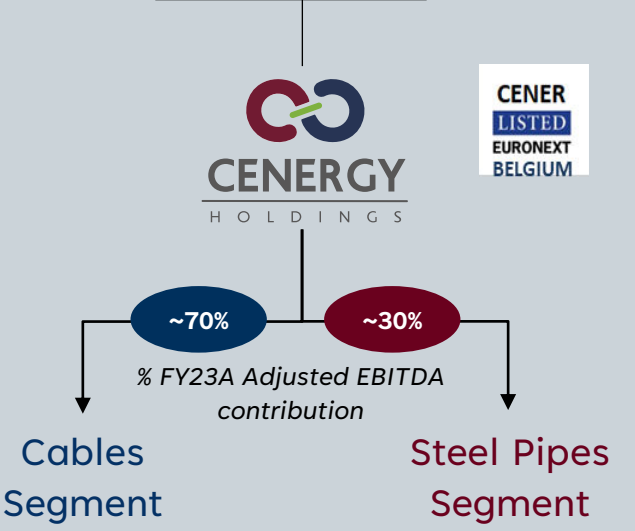 CENERGY
HOLDINGS
CENER
LISTED
EURONEXT
BELGIUM
~70%
~30%
% FY23A Adjusted EBITDA
contribution
Cables
Segment
Steel Pipes
Segment